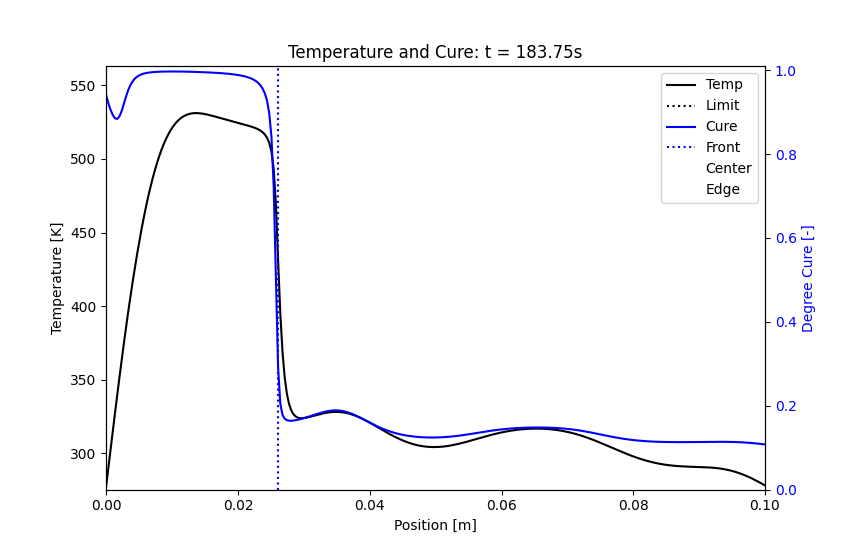 Temperature and Cure: t = 183.75s
Temp
Limit
Cure
Front
Center
Edge
550
500
450
400
350
300
Temperature [K]
1.0
0.8
0.6
0.4
0.2
0.0
Degree Cure [-]
0.00 0.02 0.04 0.06 0.08 0.10
Position [m]